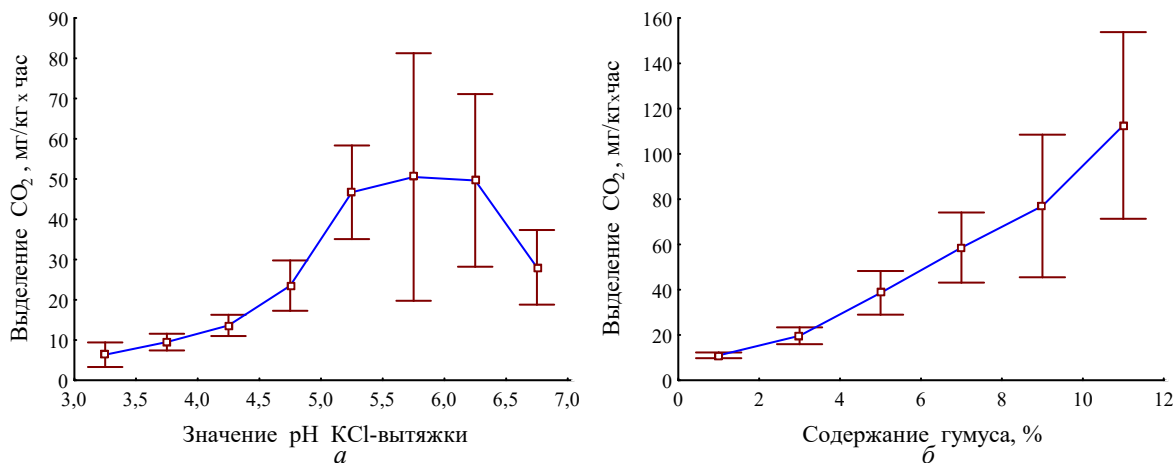 90
80
70
60
50
40
30
20
10
0
Выделение CO2 , мг/кг x час
3,0 3,5 4,0 4,5 5,0 5,5 6,0 6,5 7,0
Значение pH KCl-вытяжки
а
160
140
120
100
80
60
40
20
0
Выделение CO2, мг/кгxчас
0 2 4 6 8 10 12
Содержание гумуса, %
б